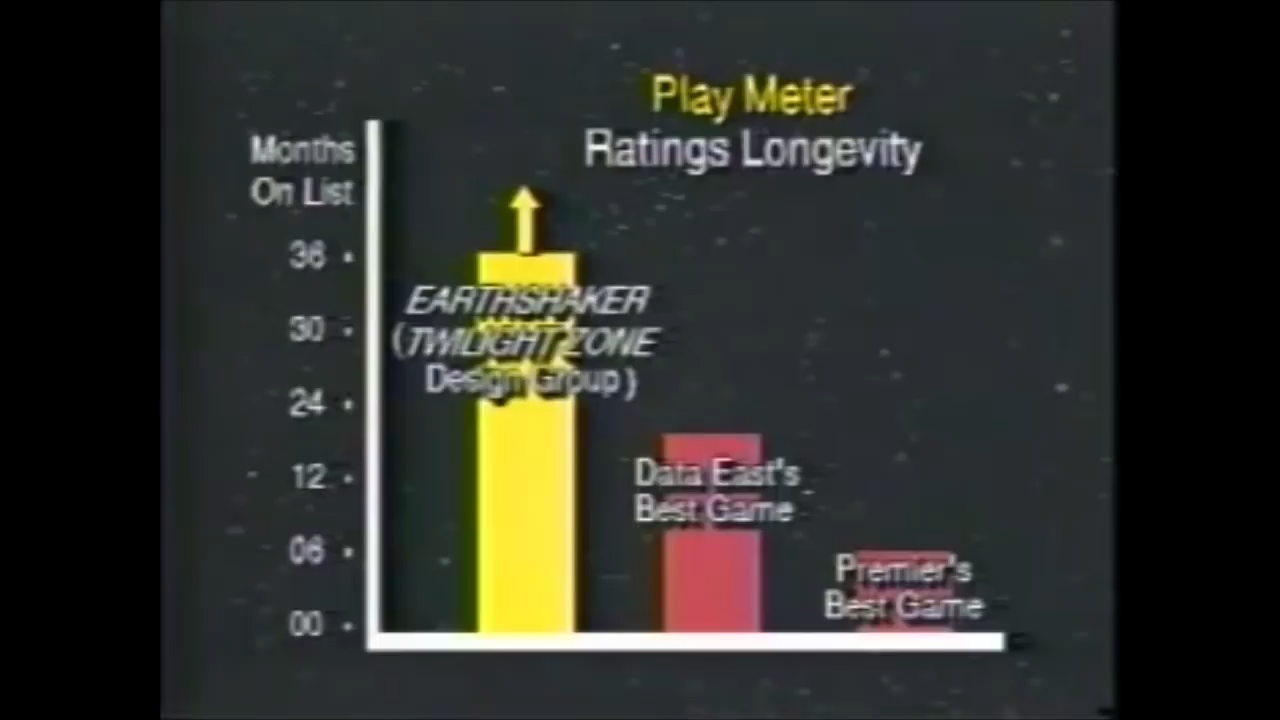 Play Meter
Ratings Longevity
Months
On List
36
30
24
12
06
00
EARTHSHAKER
(TWILIGHT ZONE
Design Group)
Data East's
Best Game
Premier's
Best Game